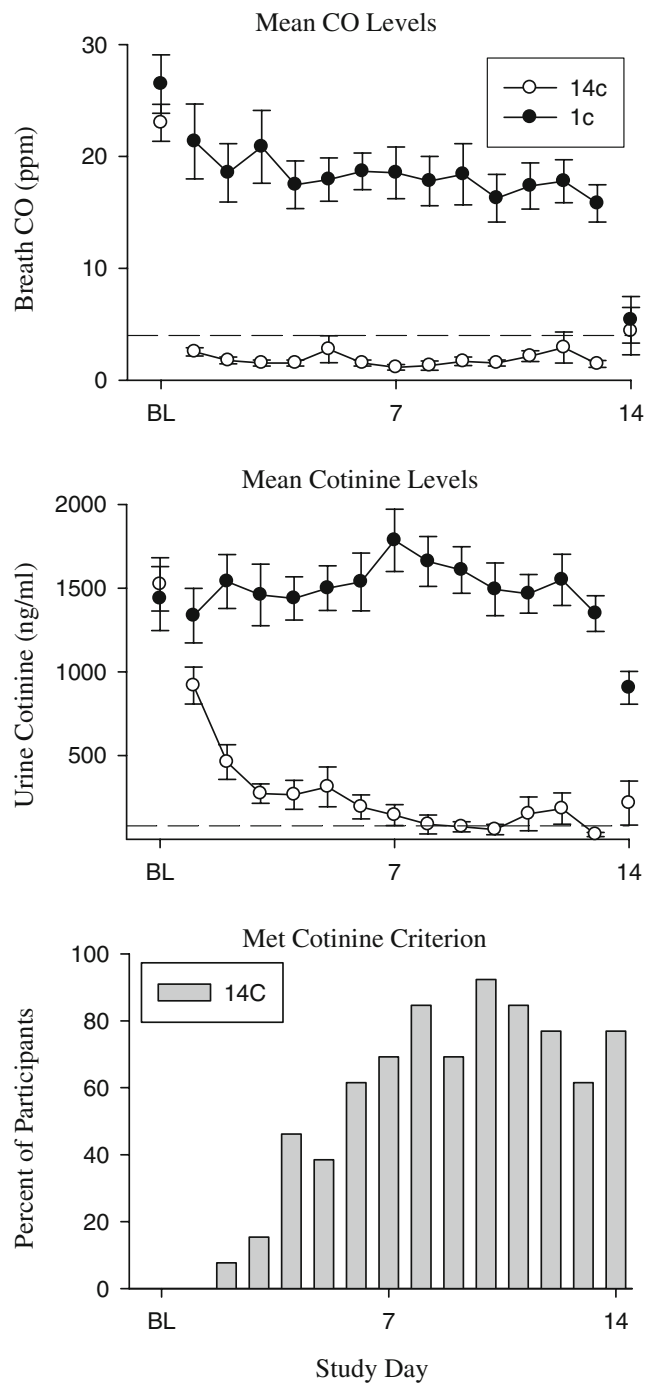 Mean CO Levels
30
20
10
0
Breath CO (ppm)
14c
1c
BL
7
14
Mean Cotinine Levels
2000
1500
1000
500
Urine Cotinine (ng/ml)
BL
7
14
Met Cotinine Criterion
100
80
60
40
20
0
Percent of Participants
14C
BL
7
14
Study Day